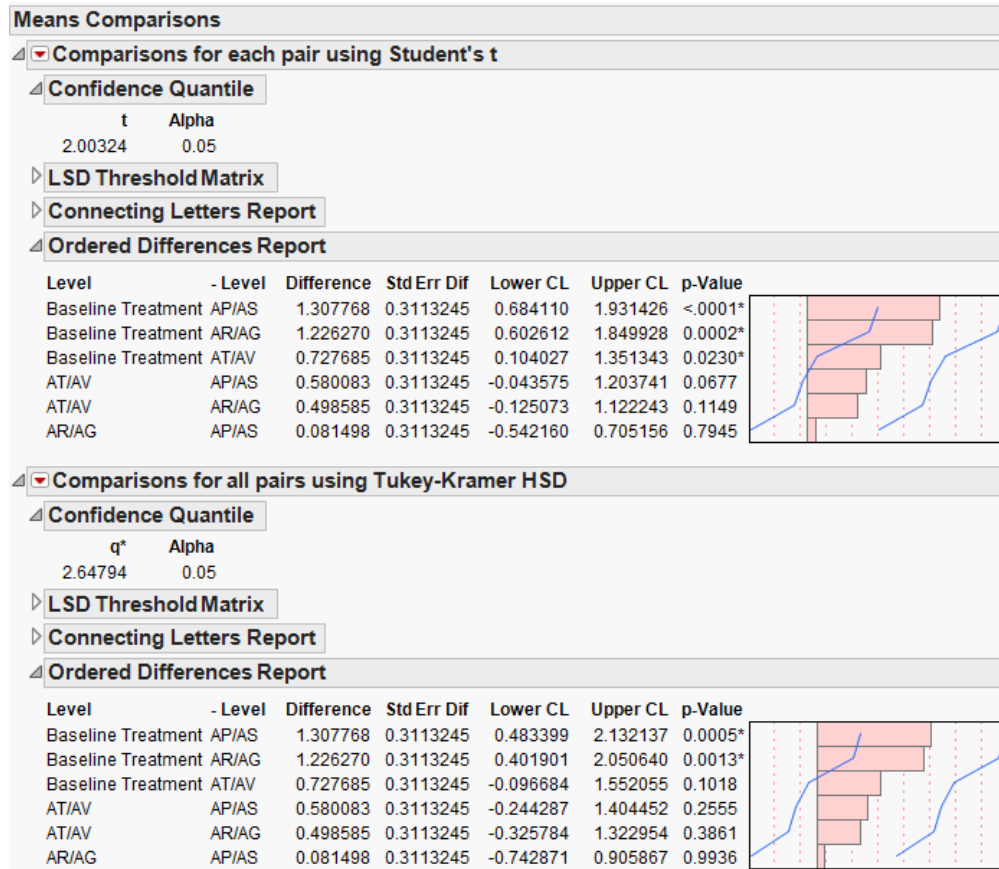 Means Comparisons
Comparisons for each pair using Student's t
Confidence Quantile
t Alpha
2.00324 0.05
LSD Threshold Matrix
Connecting Letters Report
Ordered Differences Report
Level - Level Difference Std Err Dif Lower CL Upper CL p-Value
Baseline Treatment AP/AS 1.307768 0.3113245 0.684110 1.931426 <.0001*
Baseline Treatment AR/AG 1.226270 0.3113245 0.602612 1.849928 0.0002*
Baseline Treatment AT/AV 0.727685 0.3113245 0.104027 1.351343 0.0230*
AT/AV AP/AS 0.580083 0.3113245 -0.043575 1.203741 0.0677
AT/AV AR/AG 0.498585 0.3113245 -0.125073 1.122243 0.1149
AR/AG AP/AS 0.081498 0.3113245 -0.542160 0.705156 0.7945
Comparisons for all pairs using Tukey-Kramer HSD
Confidence Quantile
q* Alpha
2.64794 0.05
LSD Threshold Matrix
Connecting Letters Report
Ordered Differences Report
Level - Level Difference Std Err Dif Lower CL Upper CL p-Value
Baseline Treatment AP/AS 1.307768 0.3113245 0.483399 2.132137 0.0005*
Baseline Treatment AR/AG 1.226270 0.3113245 0.401901 2.050640 0.0013*
Baseline Treatment AT/AV 0.727685 0.3113245 -0.096684 1.552055 0.1018
AT/AV AP/AS 0.580083 0.3113245 -0.244287 1.404452 0.2555
AT/AV AR/AG 0.498585 0.3113245 -0.325784 1.322954 0.3861
AR/AG AP/AS 0.081498 0.3113245 -0.742871 0.905867 0.9936